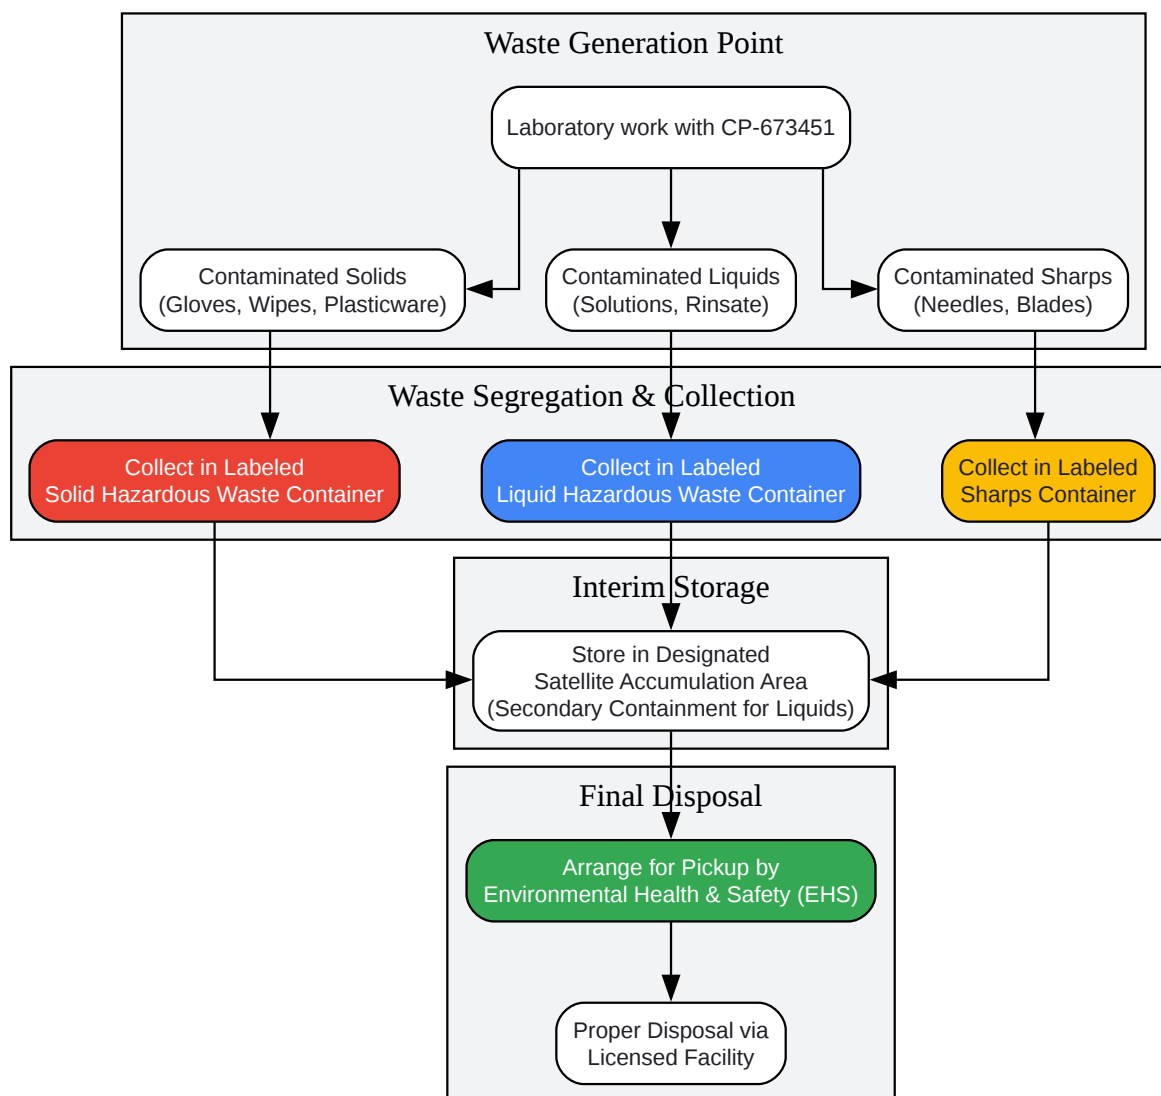 Waste Generation Point
Laboratory work with CP-673451
Contaminated Solids
(Gloves, Wipes, Plasticware)
Contaminated Liquids
(Solutions, Rinsate)
Contaminated Sharps
(Needles, Blades)
Waste Segregation & Collection
Collect in Labeled
Solid Hazardous Waste Container
Collect in Labeled
Liquid Hazardous Waste Container
Collect in Labeled
Sharps Container
Interim Storage
Store in Designated
Satellite Accumulation Area
(Secondary Containment for Liquids)
Final Disposal
Arrange for Pickup by
Environmental Health & Safety (EHS)
Proper Disposal via
Licensed Facility